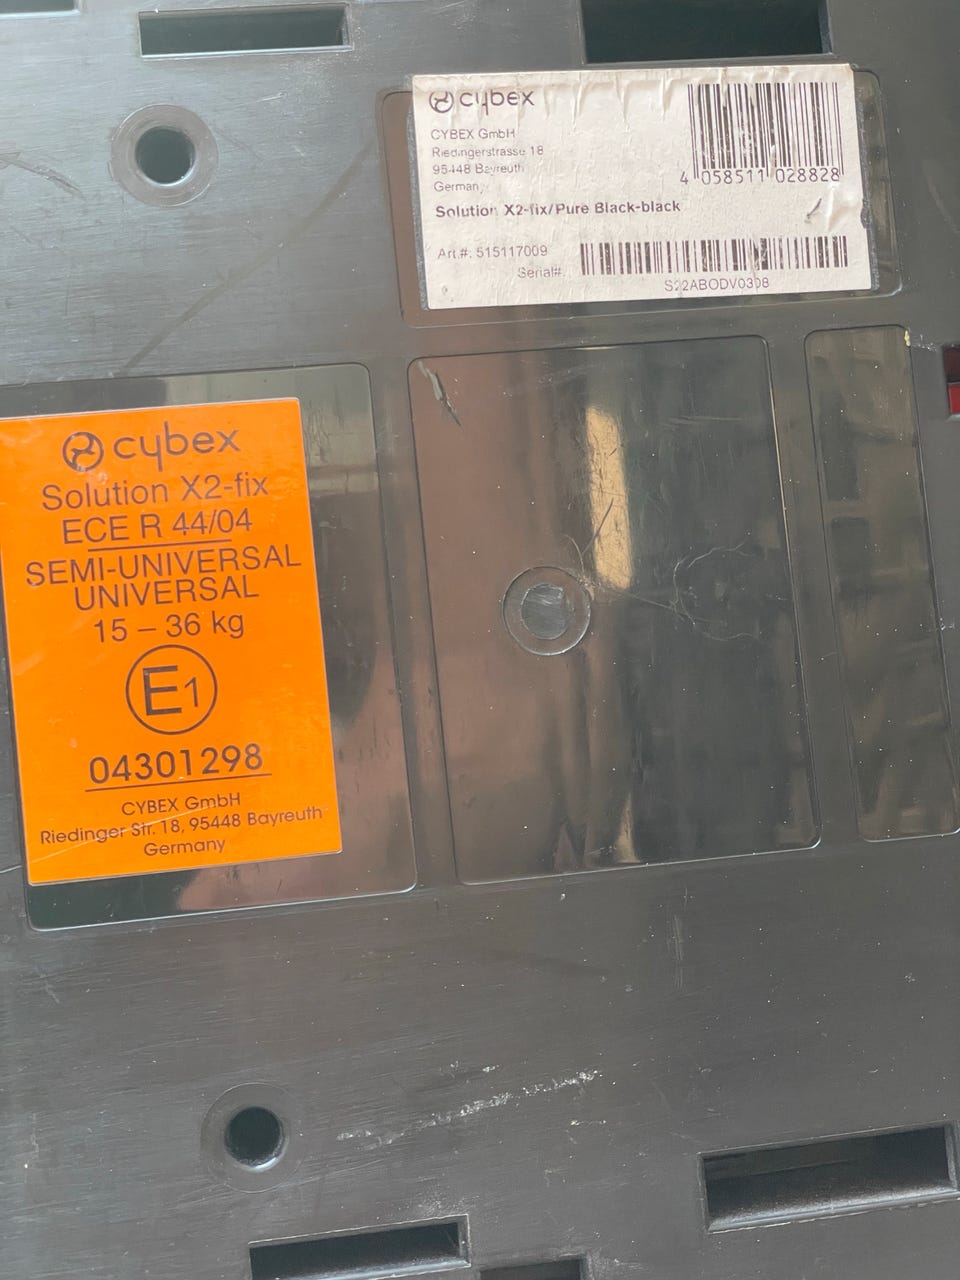 cybex
CYBEX GmbH
Riedingerstrasse 18
95448 Bayreuth
Germany
Solution X2-fix/Pure Black-black
Art.#: 515117009
Serial#:
4 058511 028828
S22ABODV0308
cybex
Solution X2-fix
ECE R 44/04
SEMI-UNIVERSAL
UNIVERSAL
15 – 36 kg
E1
04301298
CYBEX GmbH
Riedinger Str. 18, 95448 Bayreuth
Germany